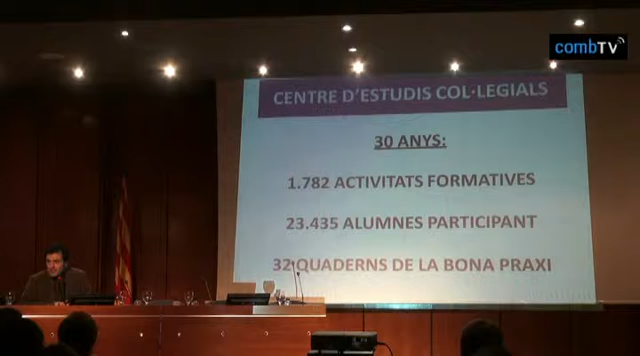 combTV
CENTRE D'ESTUDIS COL·LEGIALS
30 ANYS:
1.782 ACTIVITATS FORMATIVES
23.435 ALUMNES PARTICIPANT
32 QUADERNS DE LA BONA PRAXI